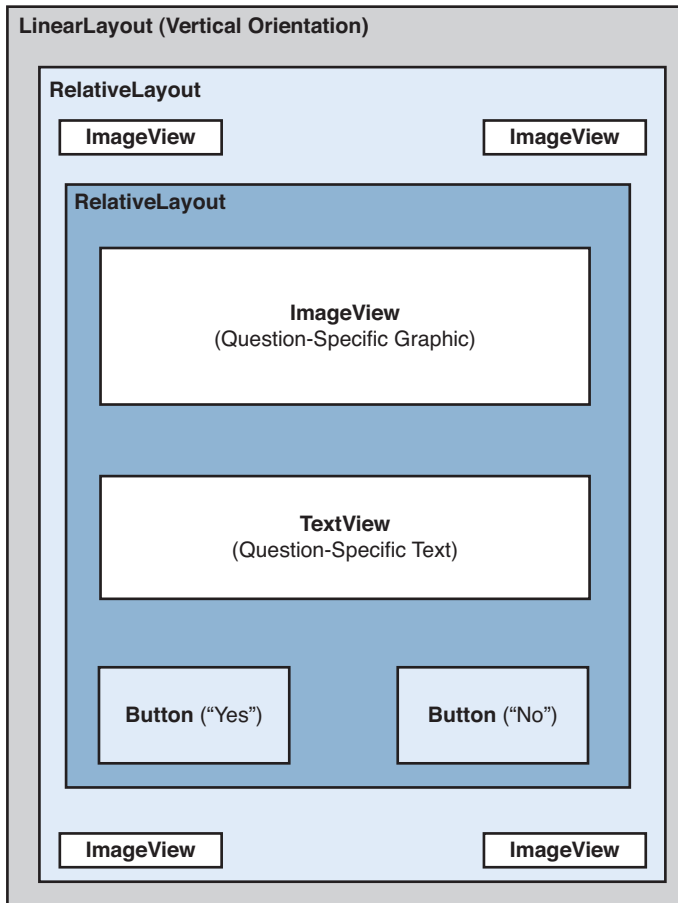 LinearLayout (Vertical Orientation)
RelativeLayout
ImageView
ImageView
RelativeLayout
ImageView
(Question-Specific Graphic)
TextView
(Question-Specific Text)
Button (“Yes”)
Button (“No”)
ImageView
ImageView